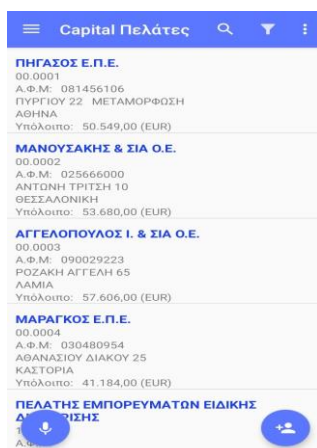 Capital Πελάτες
ΠΗΓΑΣΟΣ Ε.Π.Ε.
00.0001
Α.Φ.Μ: 081456106
ΠΥΡΓΙΟΥ 22 ΜΕΤΑΜΟΡΦΩΣΗ
ΑΘΗΝΑ
Υπόλοιπο: 50.549,00 (EUR)
ΜΑΝΟΥΣΑΚΗΣ & ΣΙΑ Ο.Ε.
00.0002
Α.Φ.Μ: 025666000
ΑΝΤΩΝΗ ΤΡΙΤΣΗ 10
ΘΕΣΣΑΛΟΝΙΚΗ
Υπόλοιπο: 53.680,00 (EUR)
ΑΓΓΕΛΟΠΟΥΛΟΣ Ι. & ΣΙΑ Ο.Ε.
00.0003
Α.Φ.Μ: 090029223
ΡΟΖΑΚΗ ΑΓΓΕΛΗ 65
ΛΑΜΙΑ
Υπόλοιπο: 57.606,00 (EUR)
ΜΑΡΑΓΚΟΣ Ε.Π.Ε.
00.0004
Α.Φ.Μ: 030480954
ΑΘΑΝΑΣΙΟΥ ΔΙΑΚΟΥ 25
ΚΑΣΤΟΡΙΑ
Υπόλοιπο: 41.184,00 (EUR)
ΠΕΛΑΤΗΣ ΕΜΠΟΡΕΥΜΑΤΩΝ ΕΙΔΙΚΗΣ